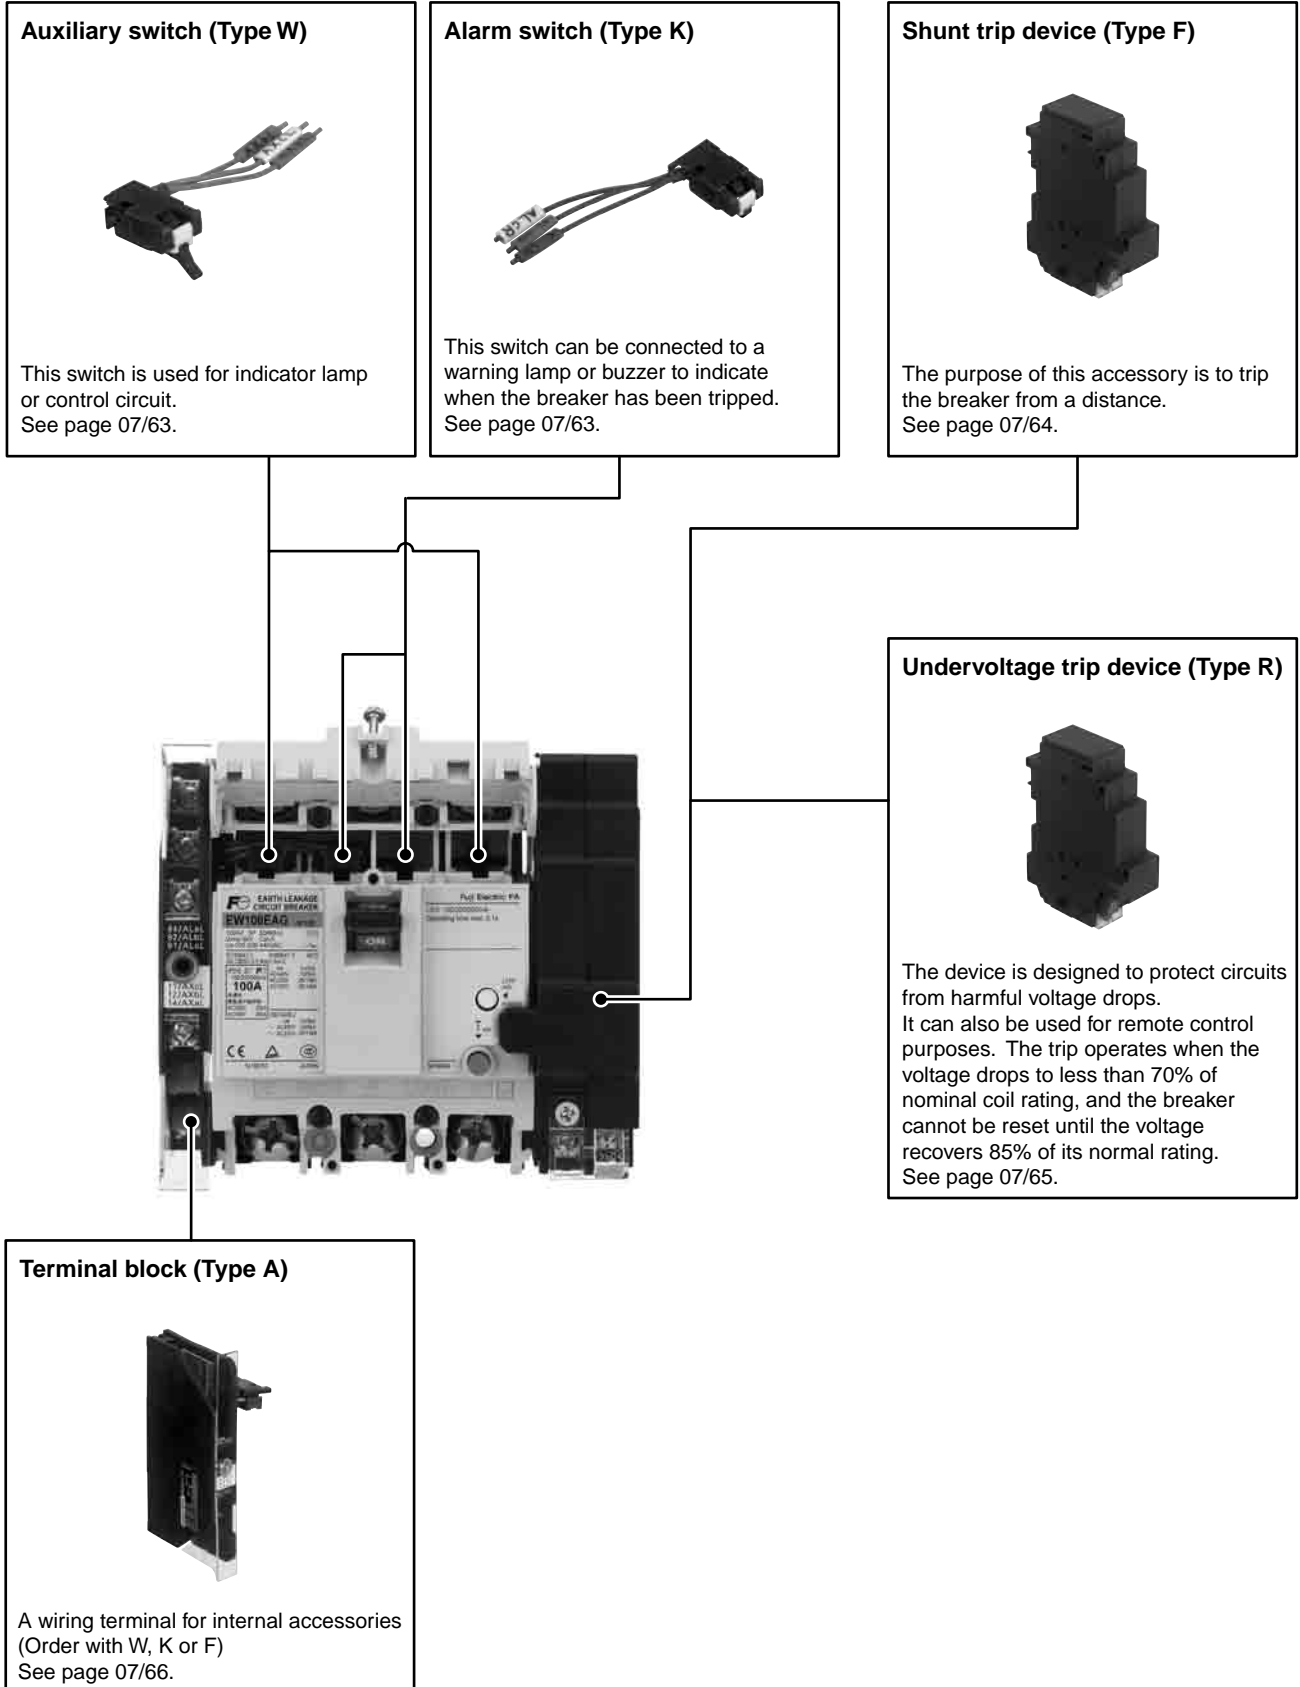 Auxiliary switch (Type W)
This switch is used for indicator lamp
or control circuit.
See page 07/63.
Alarm switch (Type K)
This switch can be connected to a
warning lamp or buzzer to indicate
when the breaker has been tripped.
See page 07/63.
Shunt trip device (Type F)
The purpose of this accessory is to trip
the breaker from a distance.
See page 07/64.
Undervoltage trip device (Type R)
The device is designed to protect circuits
from harmful voltage drops.
It can also be used for remote control
purposes. The trip operates when the
voltage drops to less than 70% of
nominal coil rating, and the breaker
cannot be reset until the voltage
recovers 85% of its normal rating.
See page 07/65.
EARTH LEAKAGE
CIRCUIT BREAKER
EW100EAG
Fuji Electric FA
ON
100A
CE
Terminal block (Type A)
A wiring terminal for internal accessories
(Order with W, K or F)
See page 07/66.